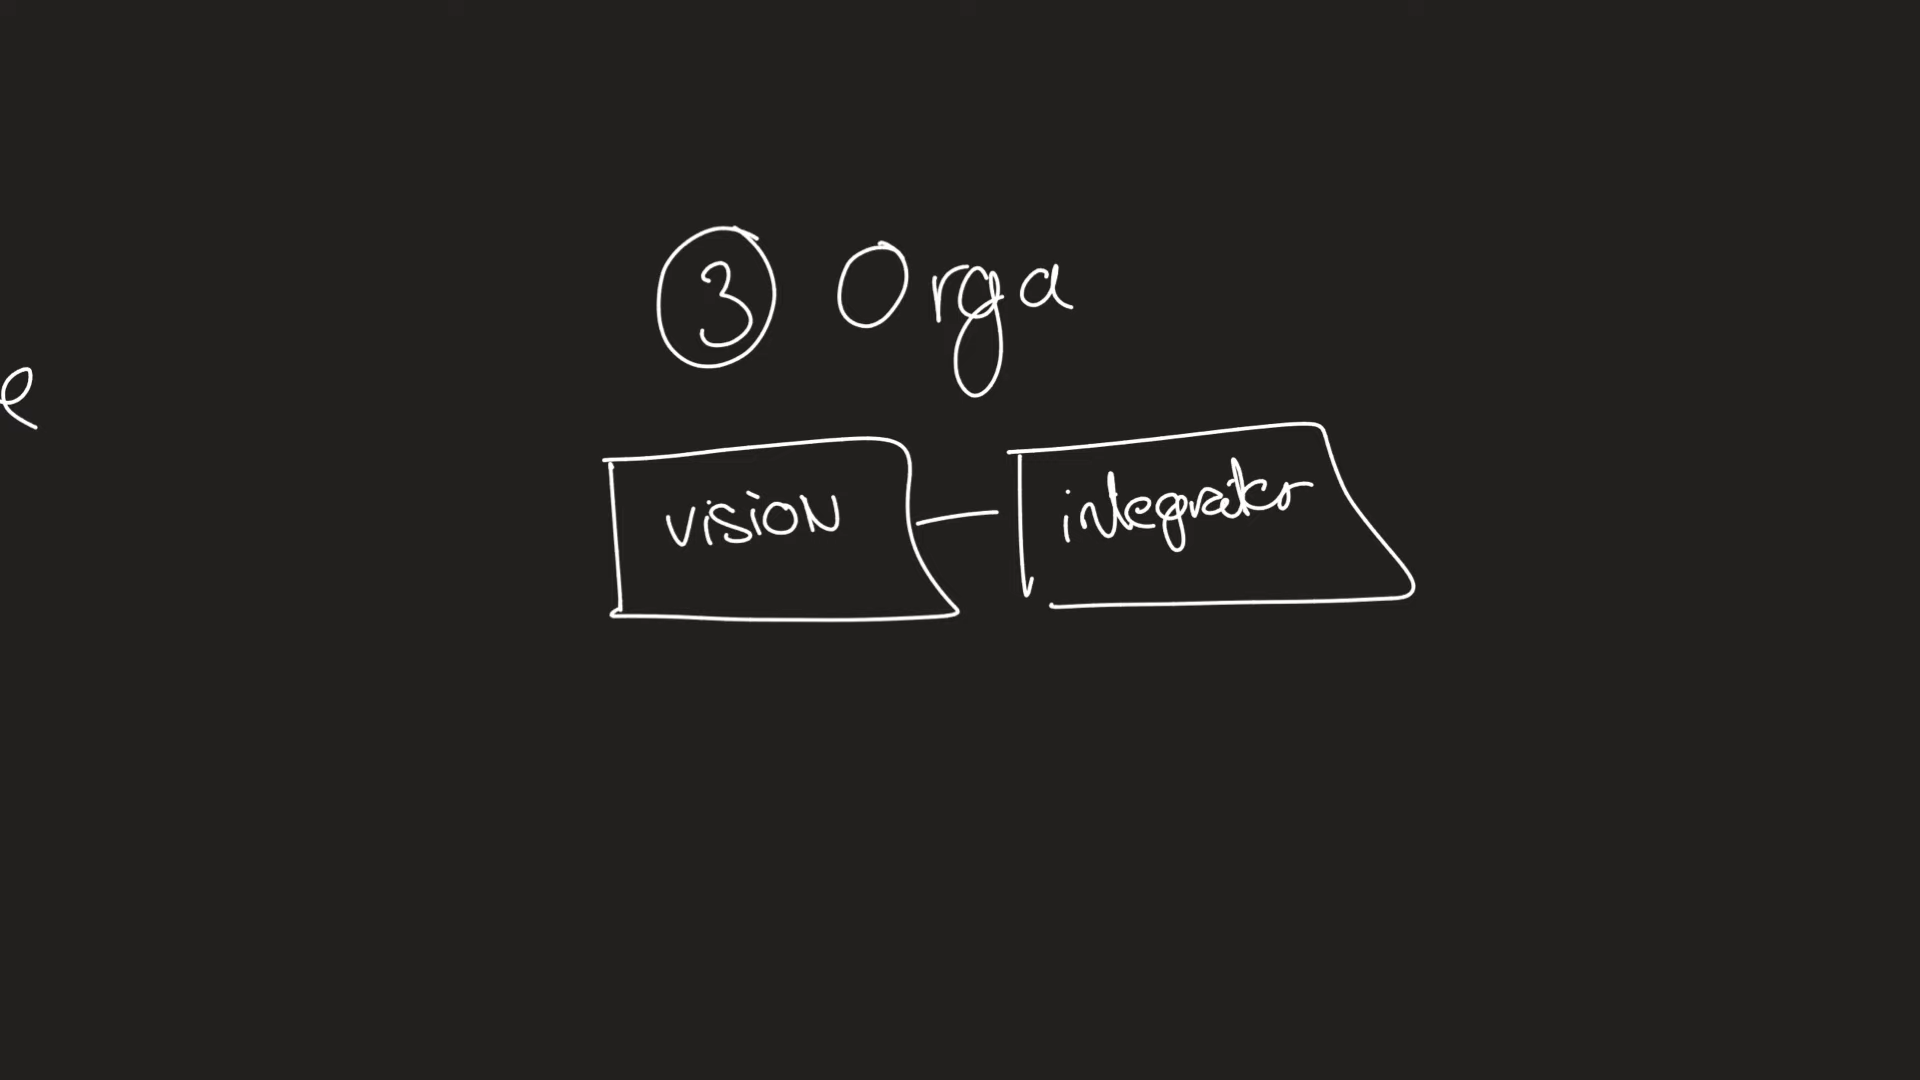 ③ Orga
e
vision integrator